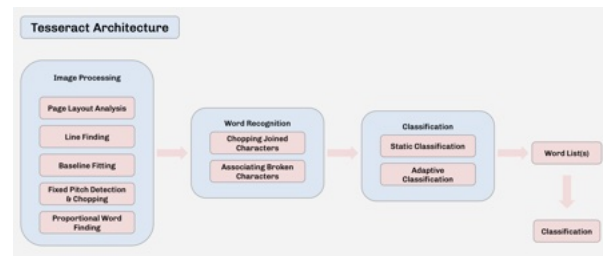 Tesseract Architecture
Image Processing
Page Layout Analysis
Line Finding
Baseline Fitting
Fixed Pitch Detection
& Chopping
Proportional Word
Finding
Word Recognition
Chopping Joined
Characters
Associating Broken
Characters
Classification
Static Classification
Adaptive
Classification
Word List(s)
Classification